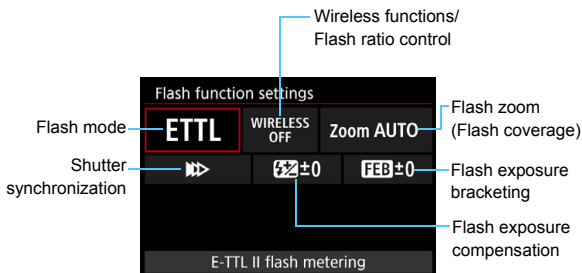 Wireless functions/
Flash ratio control
Flash function settings
Flash mode
ETTL
WIRELESS
OFF
Zoom AUTO
Flash zoom
(Flash coverage)
Shutter
synchronization
±0
FEB ±0
Flash exposure
bracketing
Flash exposure
compensation
E-TTL II flash metering